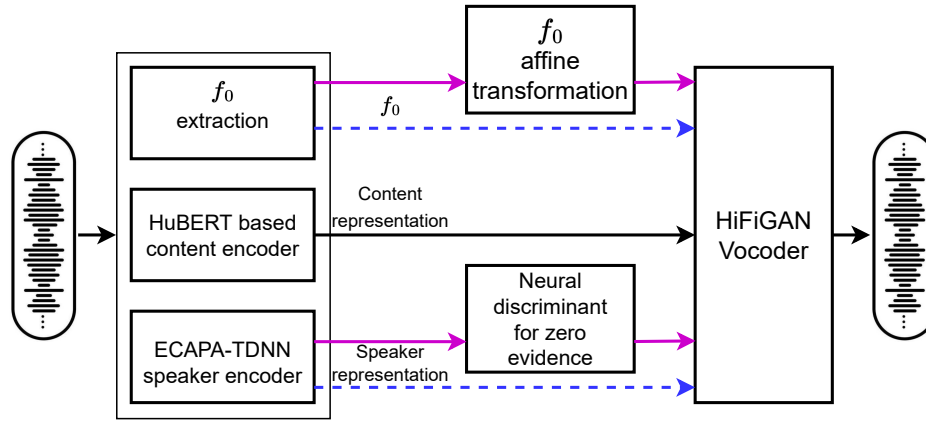 f₀
extraction
f₀
f₀
affine
transformation
HuBERT based
content encoder
Content
representation
HiFiGAN
Vocoder
ECAPA-TDNN
speaker encoder
Speaker
representation
Neural
discriminant
for zero
evidence